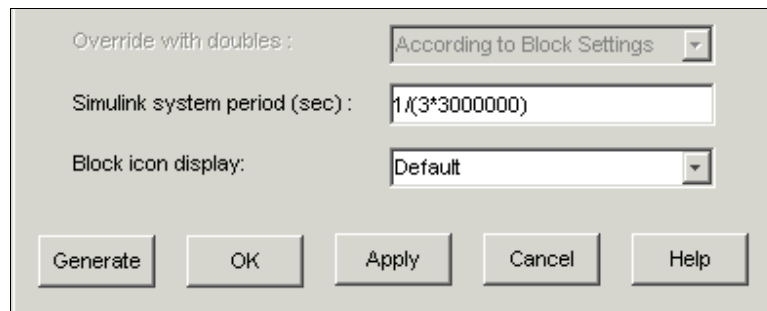 Override with doubles : According to Block Settings
Simulink system period (sec) : 1/(3*3000000)
Block icon display: Default
Generate OK Apply Cancel Help